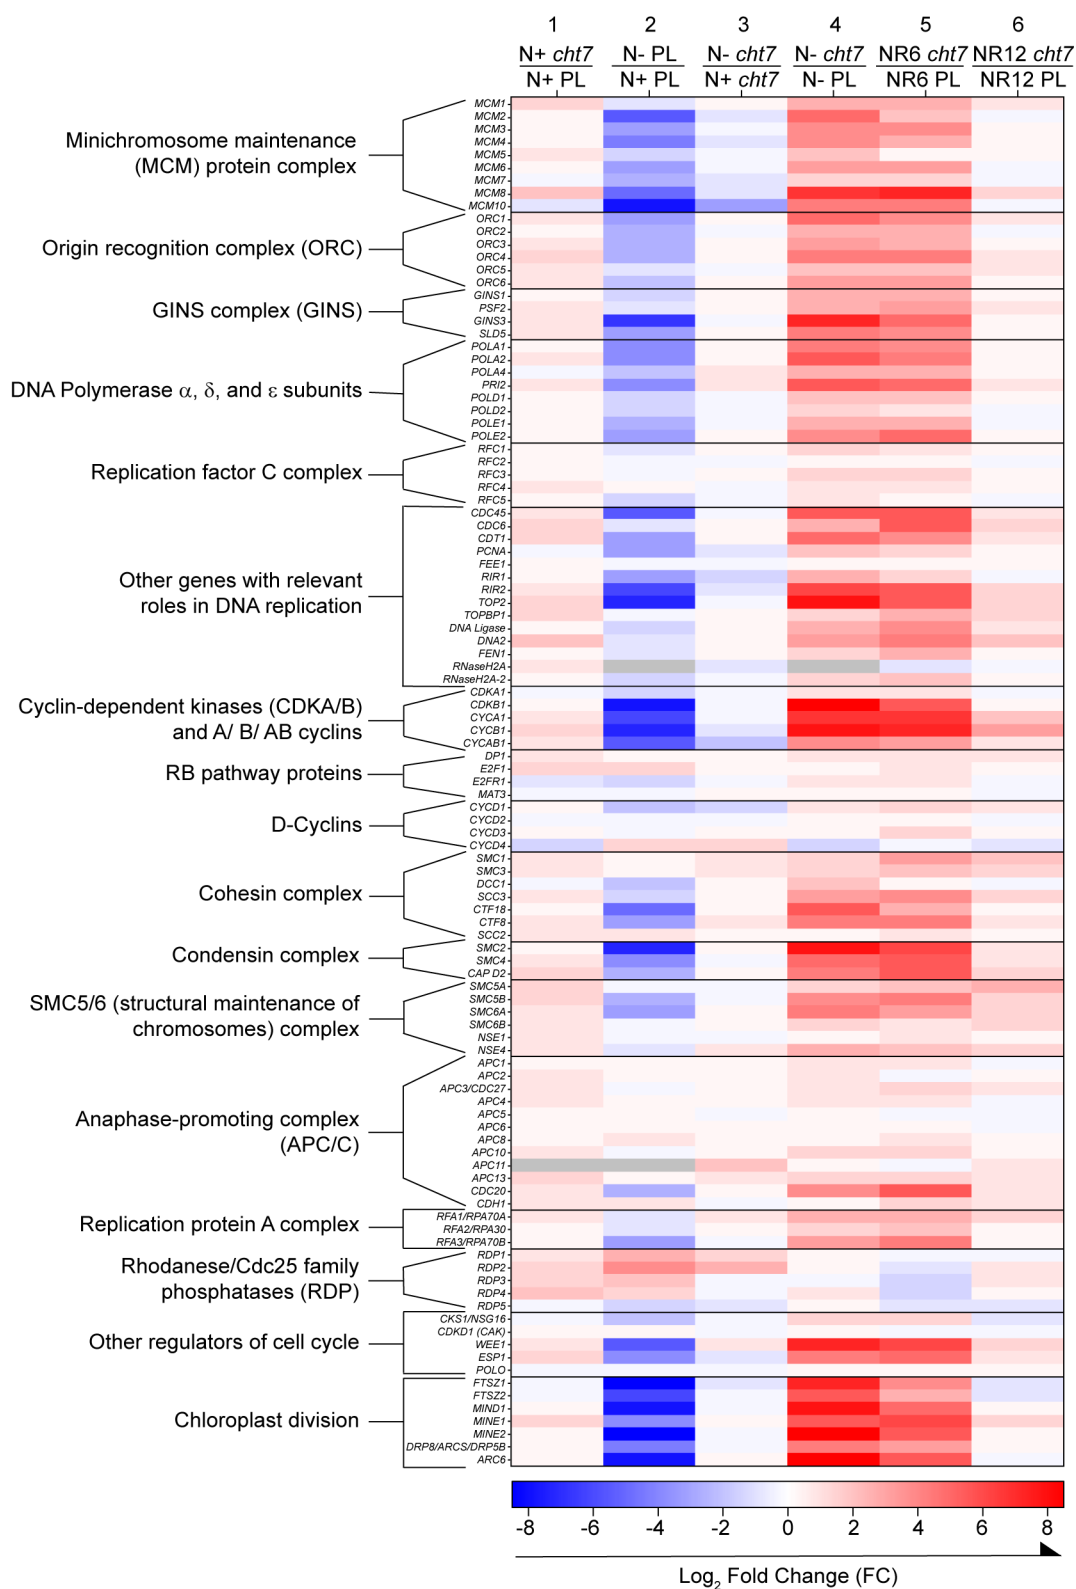 1 2 3 4 5 6
N+ cht7 N- PL N- cht7 N- cht7 NR6 cht7 NR12 cht7
N+ PL N+ PL N+ cht7 N- PL NR6 PL NR12 PL
Minichromosome maintenance
(MCM) protein complex
MCM1
MCM2
MCM3
MCM4
MCM5
MCM6
MCM7
MCM8
MCM10
Origin recognition complex (ORC)
ORC1
ORC2
ORC3
ORC4
ORC5
ORC6
GINS complex (GINS)
GINS1
PSF2
GINS3
SLD5
DNA Polymerase α, δ, and ε subunits
POLA1
POLA2
POLA4
PRI2
POLD1
POLD2
POLE1
POLE2
Replication factor C complex
RFC1
RFC2
RFC3
RFC4
RFC5
Other genes with relevant
roles in DNA replication
CDC45
CDC6
CDT1
PCNA
FEE1
RIR1
RIR2
TOP2
TOPBP1
DNA Ligase
DNA2
FEN1
RNaseH2A
RNaseH2A-2
Cyclin-dependent kinases (CDKA/B)
and A/ B/ AB cyclins
CDKA1
CDKB1
CYCA1
CYCB1
CYCAB1
RB pathway proteins
DP1
E2F1
E2FR1
MAT3
D-Cyclins
CYCD1
CYCD2
CYCD3
CYCD4
Cohesin complex
SMC1
SMC3
DCC1
SCC3
CTF18
CTF8
SCC2
Condensin complex
SMC2
SMC4
CAP D2
SMC5/6 (structural maintenance of
chromosomes) complex
SMC5A
SMC5B
SMC6A
SMC6B
NSE1
NSE4
Anaphase-promoting complex
(APC/C)
APC1
APC2
APC3/CDC27
APC4
APC5
APC6
APC8
APC10
APC11
APC13
CDC20
CDH1
Replication protein A complex
RFA1/RPA70A
RFA2/RPA30
RFA3/RPA70B
Rhodanese/Cdc25 family
phosphatases (RDP)
RDP1
RDP2
RDP3
RDP4
RDP5
Other regulators of cell cycle
CKS1/NSG16
CDKD1 (CAK)
WEE1
ESP1
POLO
Chloroplast division
FTSZ1
FTSZ2
MIND1
MINE1
MINE2
DRP8/ARCS/DRP5B
ARC6
-8 -6 -4 -2 0 2 4 6 8
Log2 Fold Change (FC)